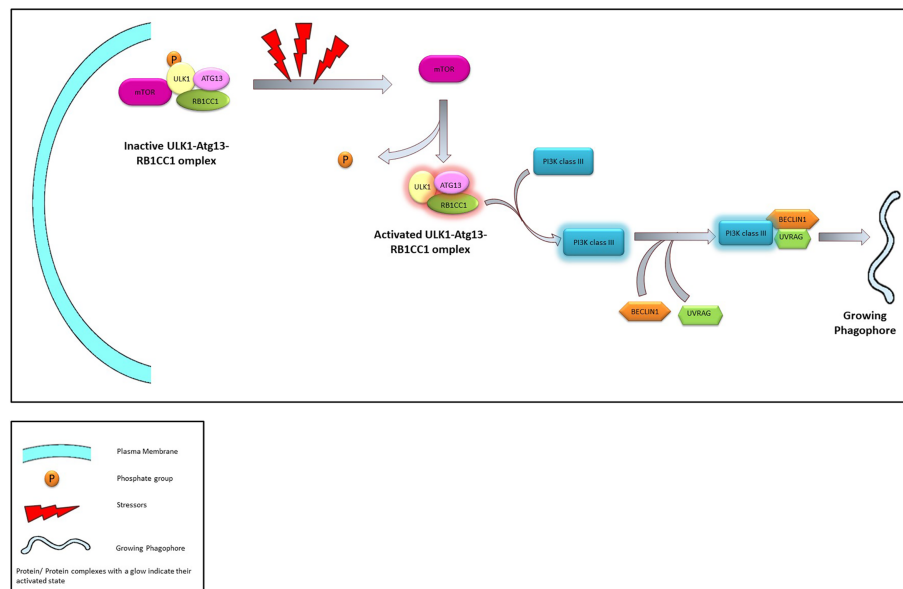 P
ULK1
ATG13
mTOR
RB1CC1
Inactive ULK1-Atg13-
RB1CC1 omplex
mTOR
P
ULK1
ATG13
RB1CC1
Activated ULK1-Atg13-
RB1CC1 omplex
PI3K class III
PI3K class III
BECLIN1
UVRAG
PI3K class III
BECLIN1
UVRAG
Growing
Phagophore
Plasma Membrane
P
Phosphate group
Stressors
Growing Phagophore
Protein/ Protein complexes with a glow indicate their
activated state